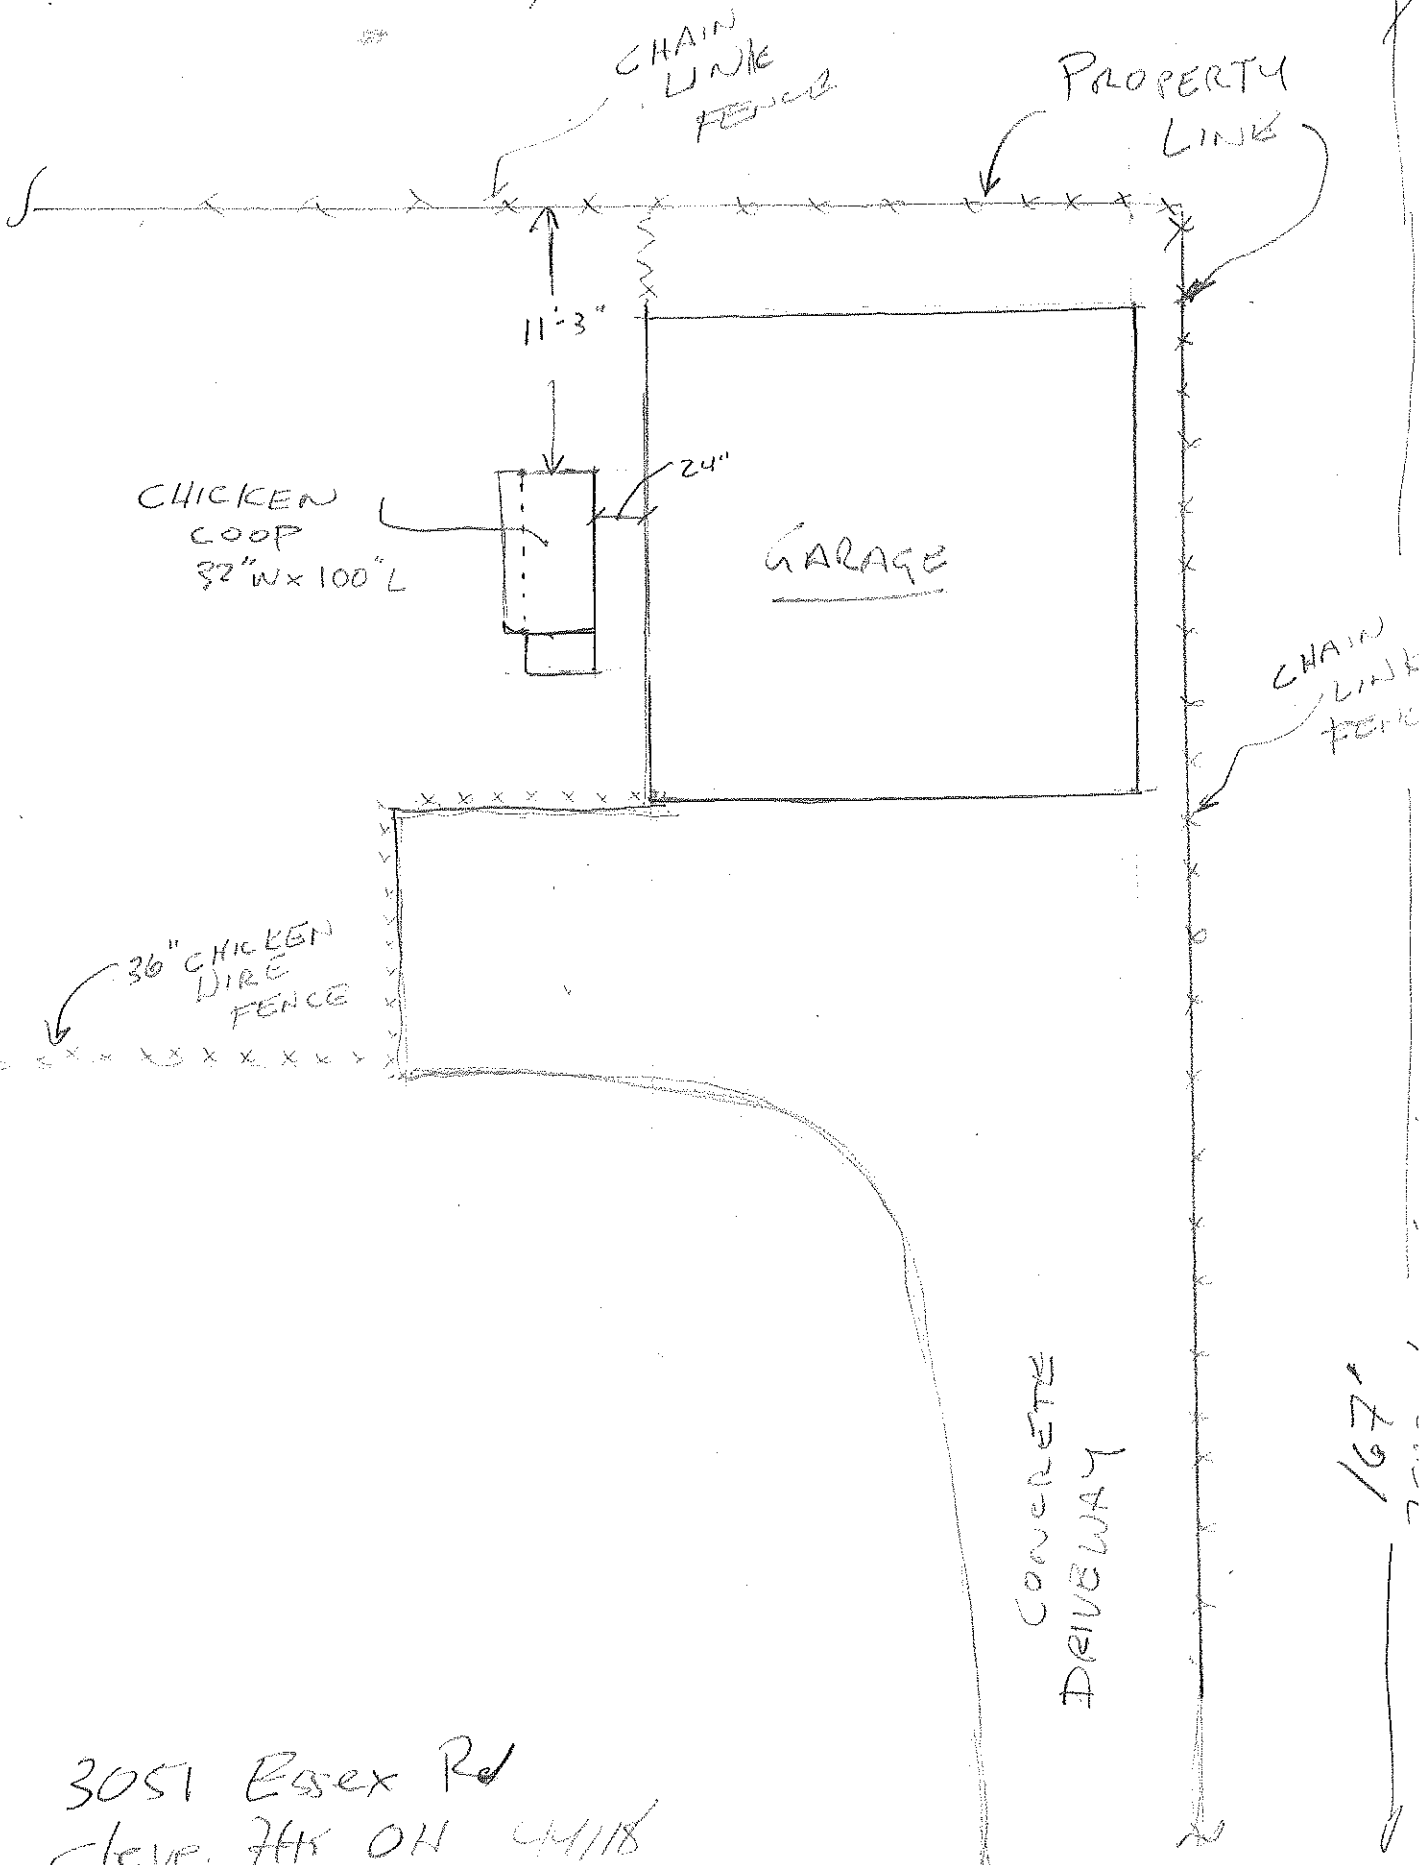 CHAIN
LINK
FENCE
PROPERTY
LINE
11'-3"
24"
CHICKEN
COOP
32"W x 100"L
GARAGE
CHAIN
LINK
FENC
36" CHICKEN
WIRE
FENCE
CONCRETE
DRIVEWAY
167'
3051 Essex Rd
Cleve. Hts OH 44118